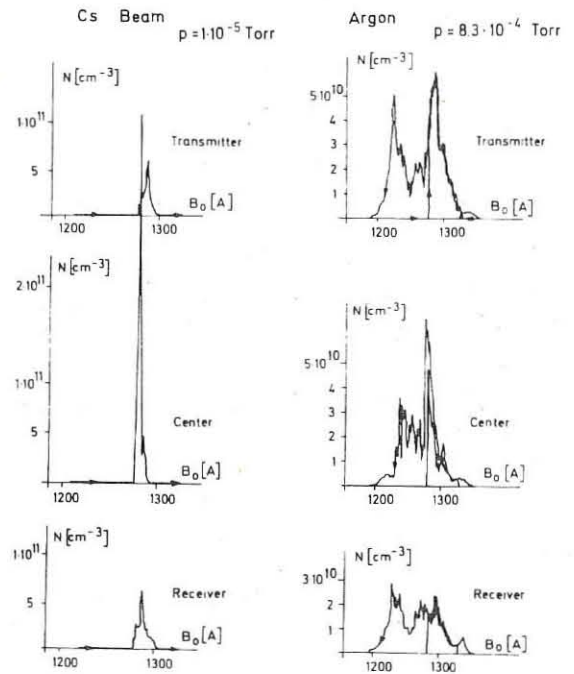 Cs Beam
p = 1·10⁻⁵ Torr
N [cm⁻³]
1·10¹¹
5
Transmitter
B₀ [A]
1200 1300
N [cm⁻³]
2·10¹¹
1·10¹¹
5
Center
B₀ [A]
1200 1300
N [cm⁻³]
1·10¹¹
5
Receiver
B₀ [A]
1200 1300
Argon
p = 8.3·10⁻⁴ Torr
N [cm⁻³]
5·10¹⁰
4
3
2
1
Transmitter
B₀ [A]
1200 1300
N [cm⁻³]
5·10¹⁰
4
3
2
1
Center
B₀ [A]
1200 1300
N [cm⁻³]
3·10¹⁰
2
1
Receiver
B₀ [A]
1200 1300